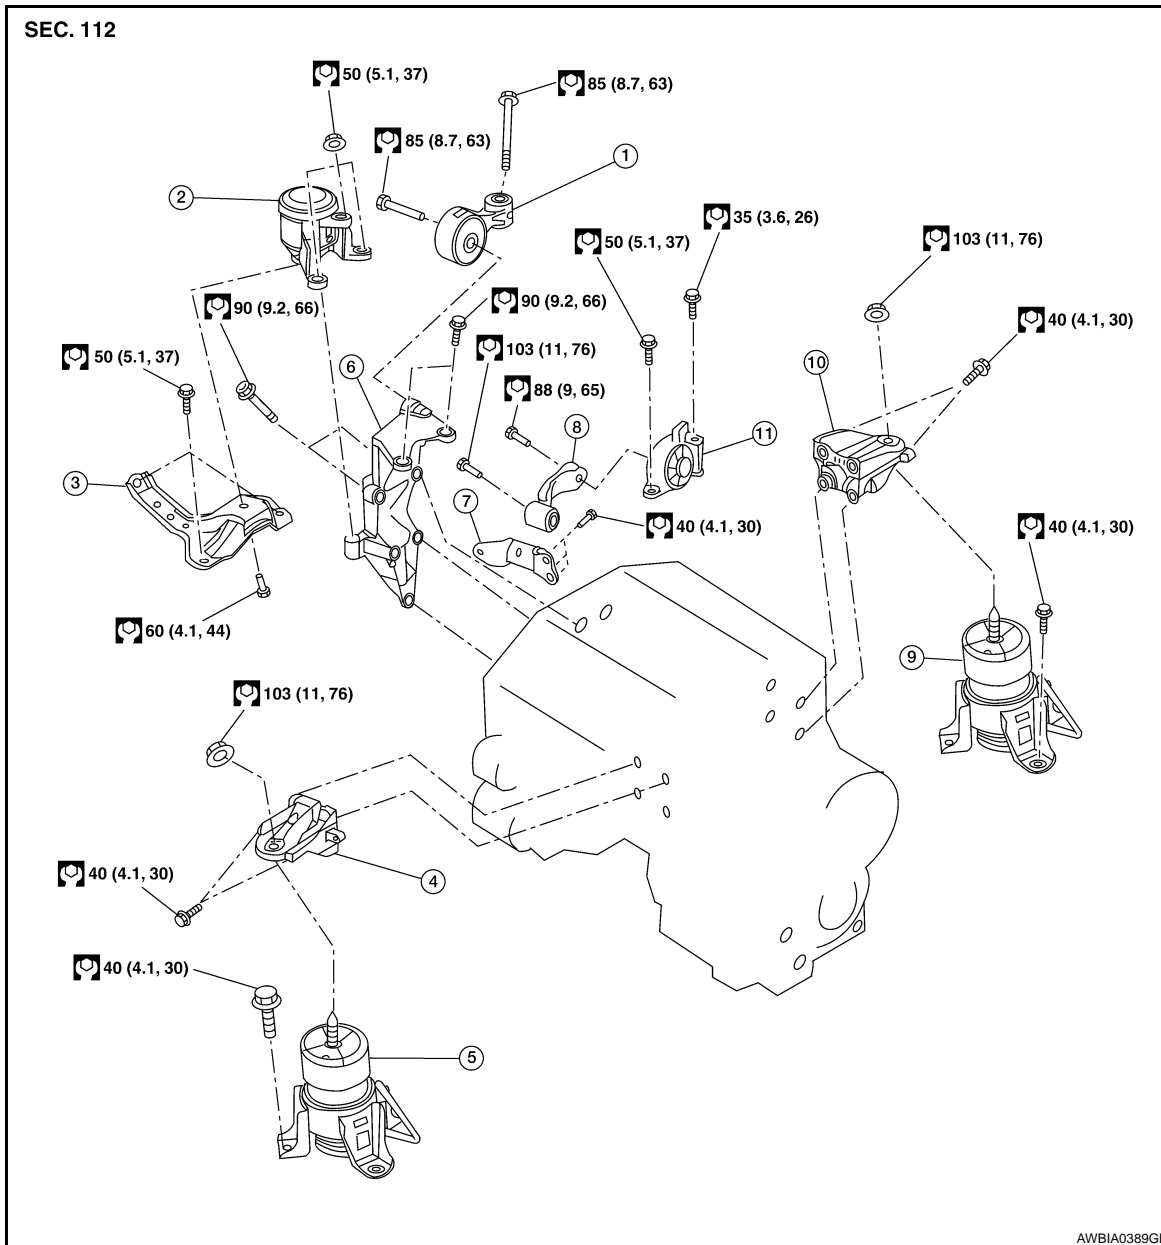 SEC. 112
50 (5.1, 37)
85 (8.7, 63)
85 (8.7, 63)
1
2
35 (3.6, 26)
50 (5.1, 37)
103 (11, 76)
90 (9.2, 66)
90 (9.2, 66)
40 (4.1, 30)
103 (11, 76)
50 (5.1, 37)
6
10
88 (9, 65)
8
11
3
7
40 (4.1, 30)
40 (4.1, 30)
60 (4.1, 44)
9
103 (11, 76)
40 (4.1, 30)
4
40 (4.1, 30)
5